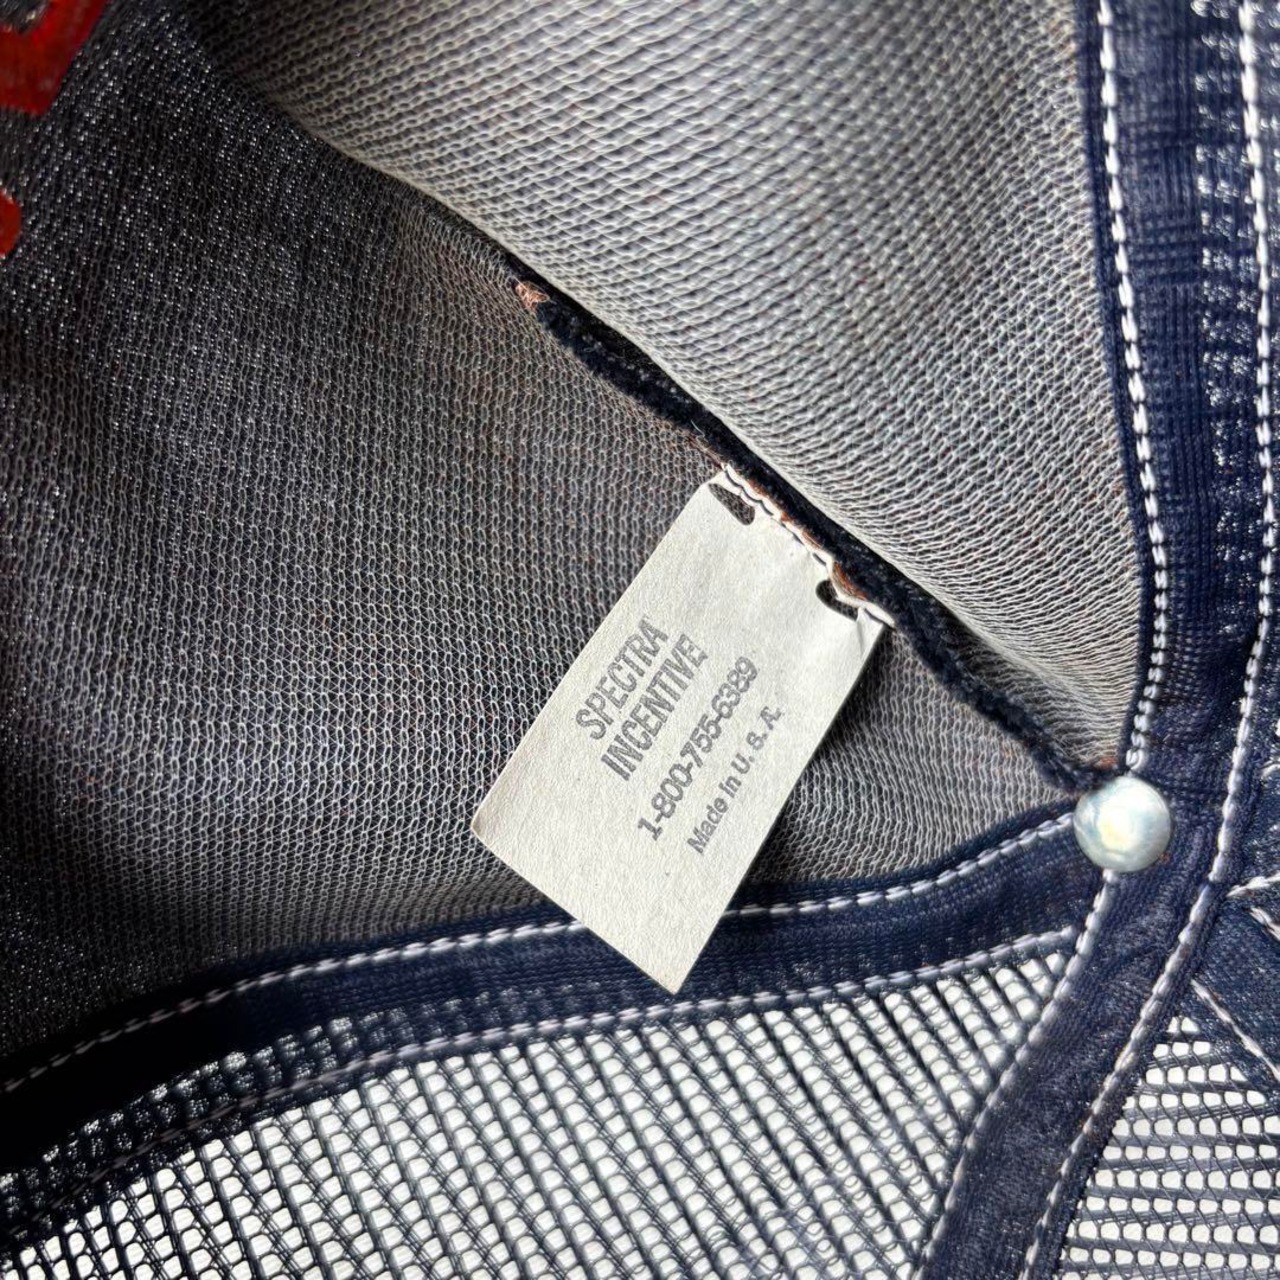 SPECTRA
INCENTIVE
1-800-755-6389
Made In U. S. A.